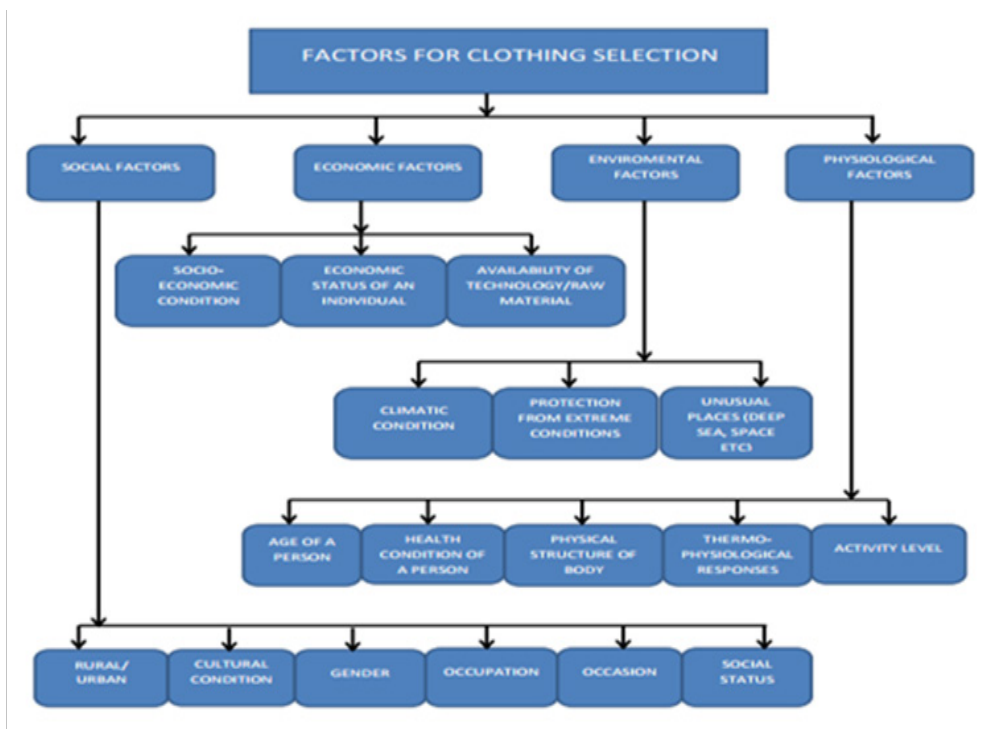 FACTORS FOR CLOTHING SELECTION
SOCIAL FACTORS
ECONOMIC FACTORS
ENVIROMENTAL
FACTORS
PHYSIOLOGICAL
FACTORS
SOCIO-
ECONOMIC
CONDITION
ECONOMIC
STATUS OF AN
INDIVIDUAL
AVAILABILITY OF
TECHNOLOGY/RAW
MATERIAL
CLIMATIC
CONDITION
PROTECTION
FROM EXTREME
CONDITIONS
UNUSUAL
PLACES (DEEP
SEA, SPACE
ETC)
AGE OF A
PERSON
HEALTH
CONDITION OF
A PERSON
PHYSICAL
STRUCTURE OF
BODY
THERMO-
PHYSIOLOGICAL
RESPONSES
ACTIVITY LEVEL
RURAL/
URBAN
CULTURAL
CONDITION
GENDER
OCCUPATION
OCCASION
SOCIAL
STATUS